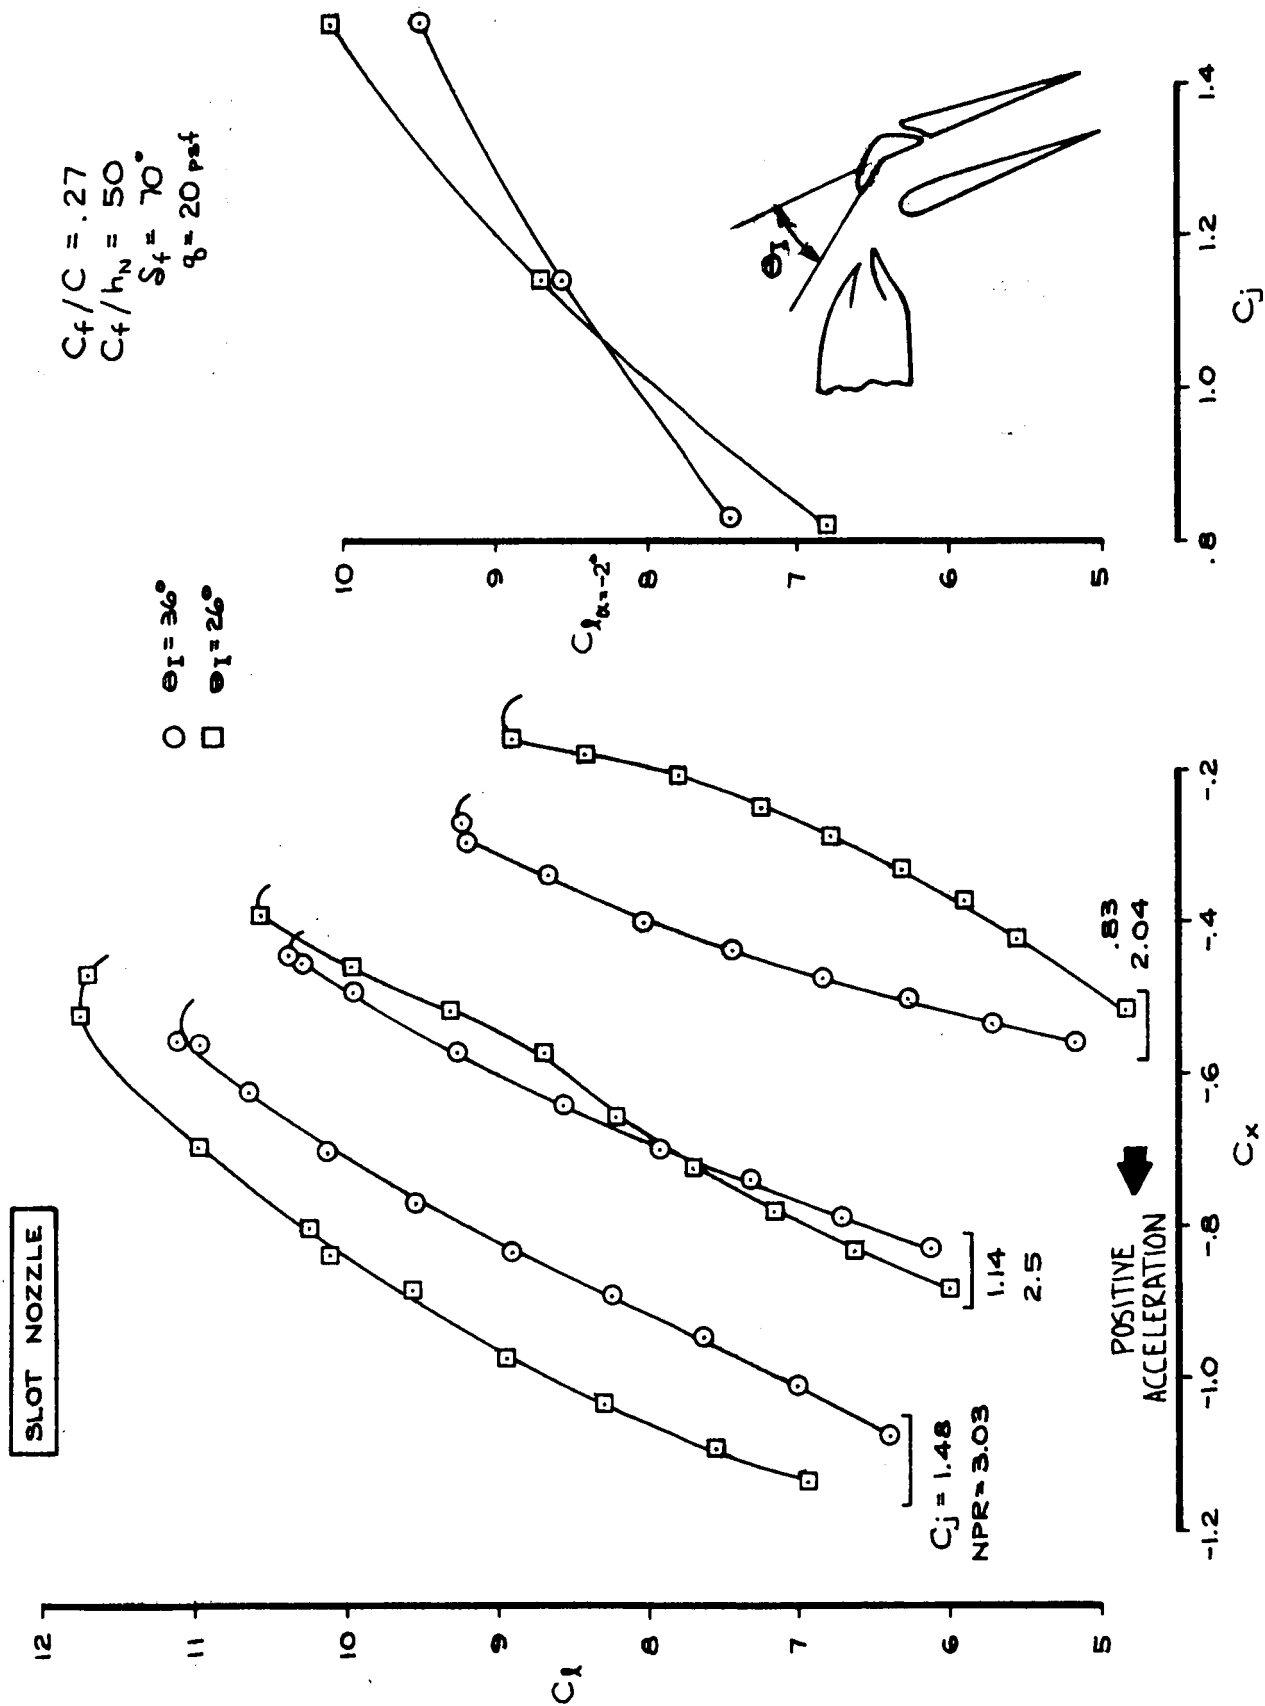 SLOT NOZZLE
12
11
10
9
8
7
6
5
Cl
-1.2
-1.0
-.8
-.6
-.4
-.2
Cx
POSITIVE
ACCELERATION
Cj = 1.48
NPR = 3.03
1.14
2.5
.83
2.04
ΘI = 36°
ΘI = 26°
Cf/C = .27
Cf/hN = 50
δf = 70°
q = 20 psf
10
9
8
7
6
5
Clα=-2°
.8
1.0
1.2
1.4
Cj
ΘI